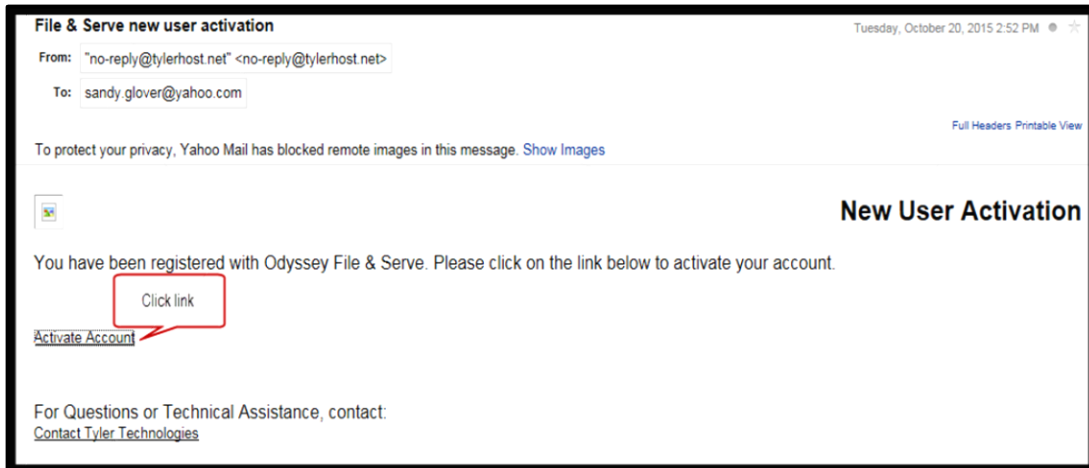 File & Serve new user activation
Tuesday, October 20, 2015 2:52 PM
From: "no-reply@tylerhost.net" <no-reply@tylerhost.net>
To: sandy.glover@yahoo.com
Full Headers Printable View
To protect your privacy, Yahoo Mail has blocked remote images in this message. Show Images
New User Activation
You have been registered with Odyssey File & Serve. Please click on the link below to activate your account.
Click link
Activate Account
For Questions or Technical Assistance, contact:
Contact Tyler Technologies